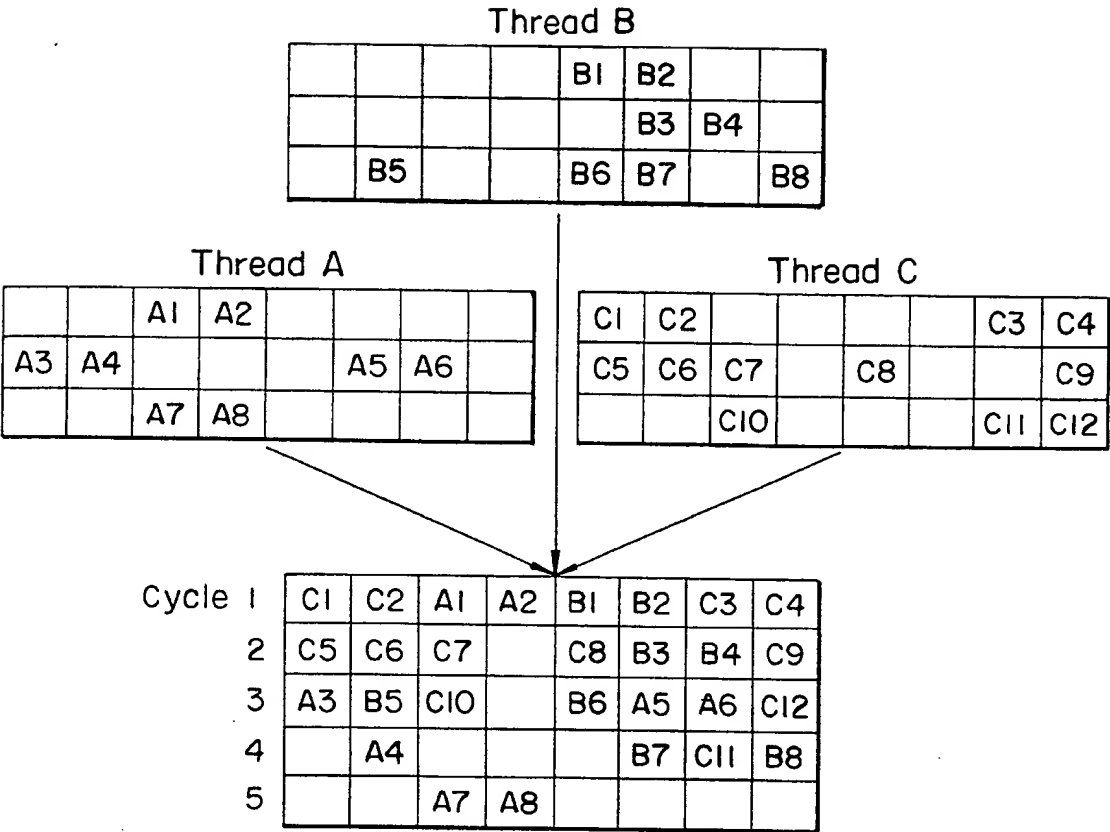 Thread B
B1 B2
B3 B4
B5 B6 B7 B8
Thread A
A1 A2
A3 A4 A5 A6
A7 A8
Thread C
C1 C2 C3 C4
C5 C6 C7 C8 C9
C10 C11 C12
Cycle 1 C1 C2 A1 A2 B1 B2 C3 C4
2 C5 C6 C7 C8 B3 B4 C9
3 A3 B5 C10 B6 A5 A6 C12
4 A4 B7 C11 B8
5 A7 A8